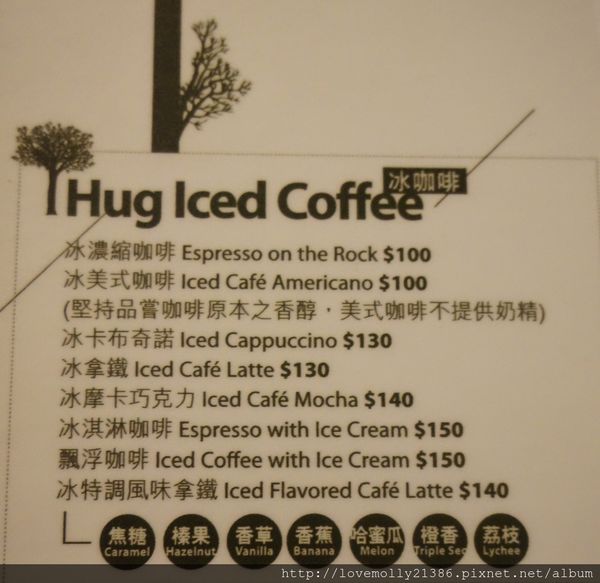 冰咖啡
Hug Iced Coffee
冰濃縮咖啡 Espresso on the Rock $100
冰美式咖啡 Iced Café Americano $100
(堅持品嘗咖啡原本之香醇，美式咖啡不提供奶精)
冰卡布奇諾 Iced Cappuccino $130
冰拿鐵 Iced Café Latte $130
冰摩卡巧克力 Iced Café Mocha $140
冰淇淋咖啡 Espresso with Ice Cream $150
飄浮咖啡 Iced Coffee with Ice Cream $150
冰特調風味拿鐵 Iced Flavored Café Latte $140
焦糖 榛果 香草 香蕉 哈蜜瓜 橙香 荔枝
Caramel Hazelnut Vanilla Banana Melon Triple Sec Lychee
http://lovemolly21386.pixnet.net/album